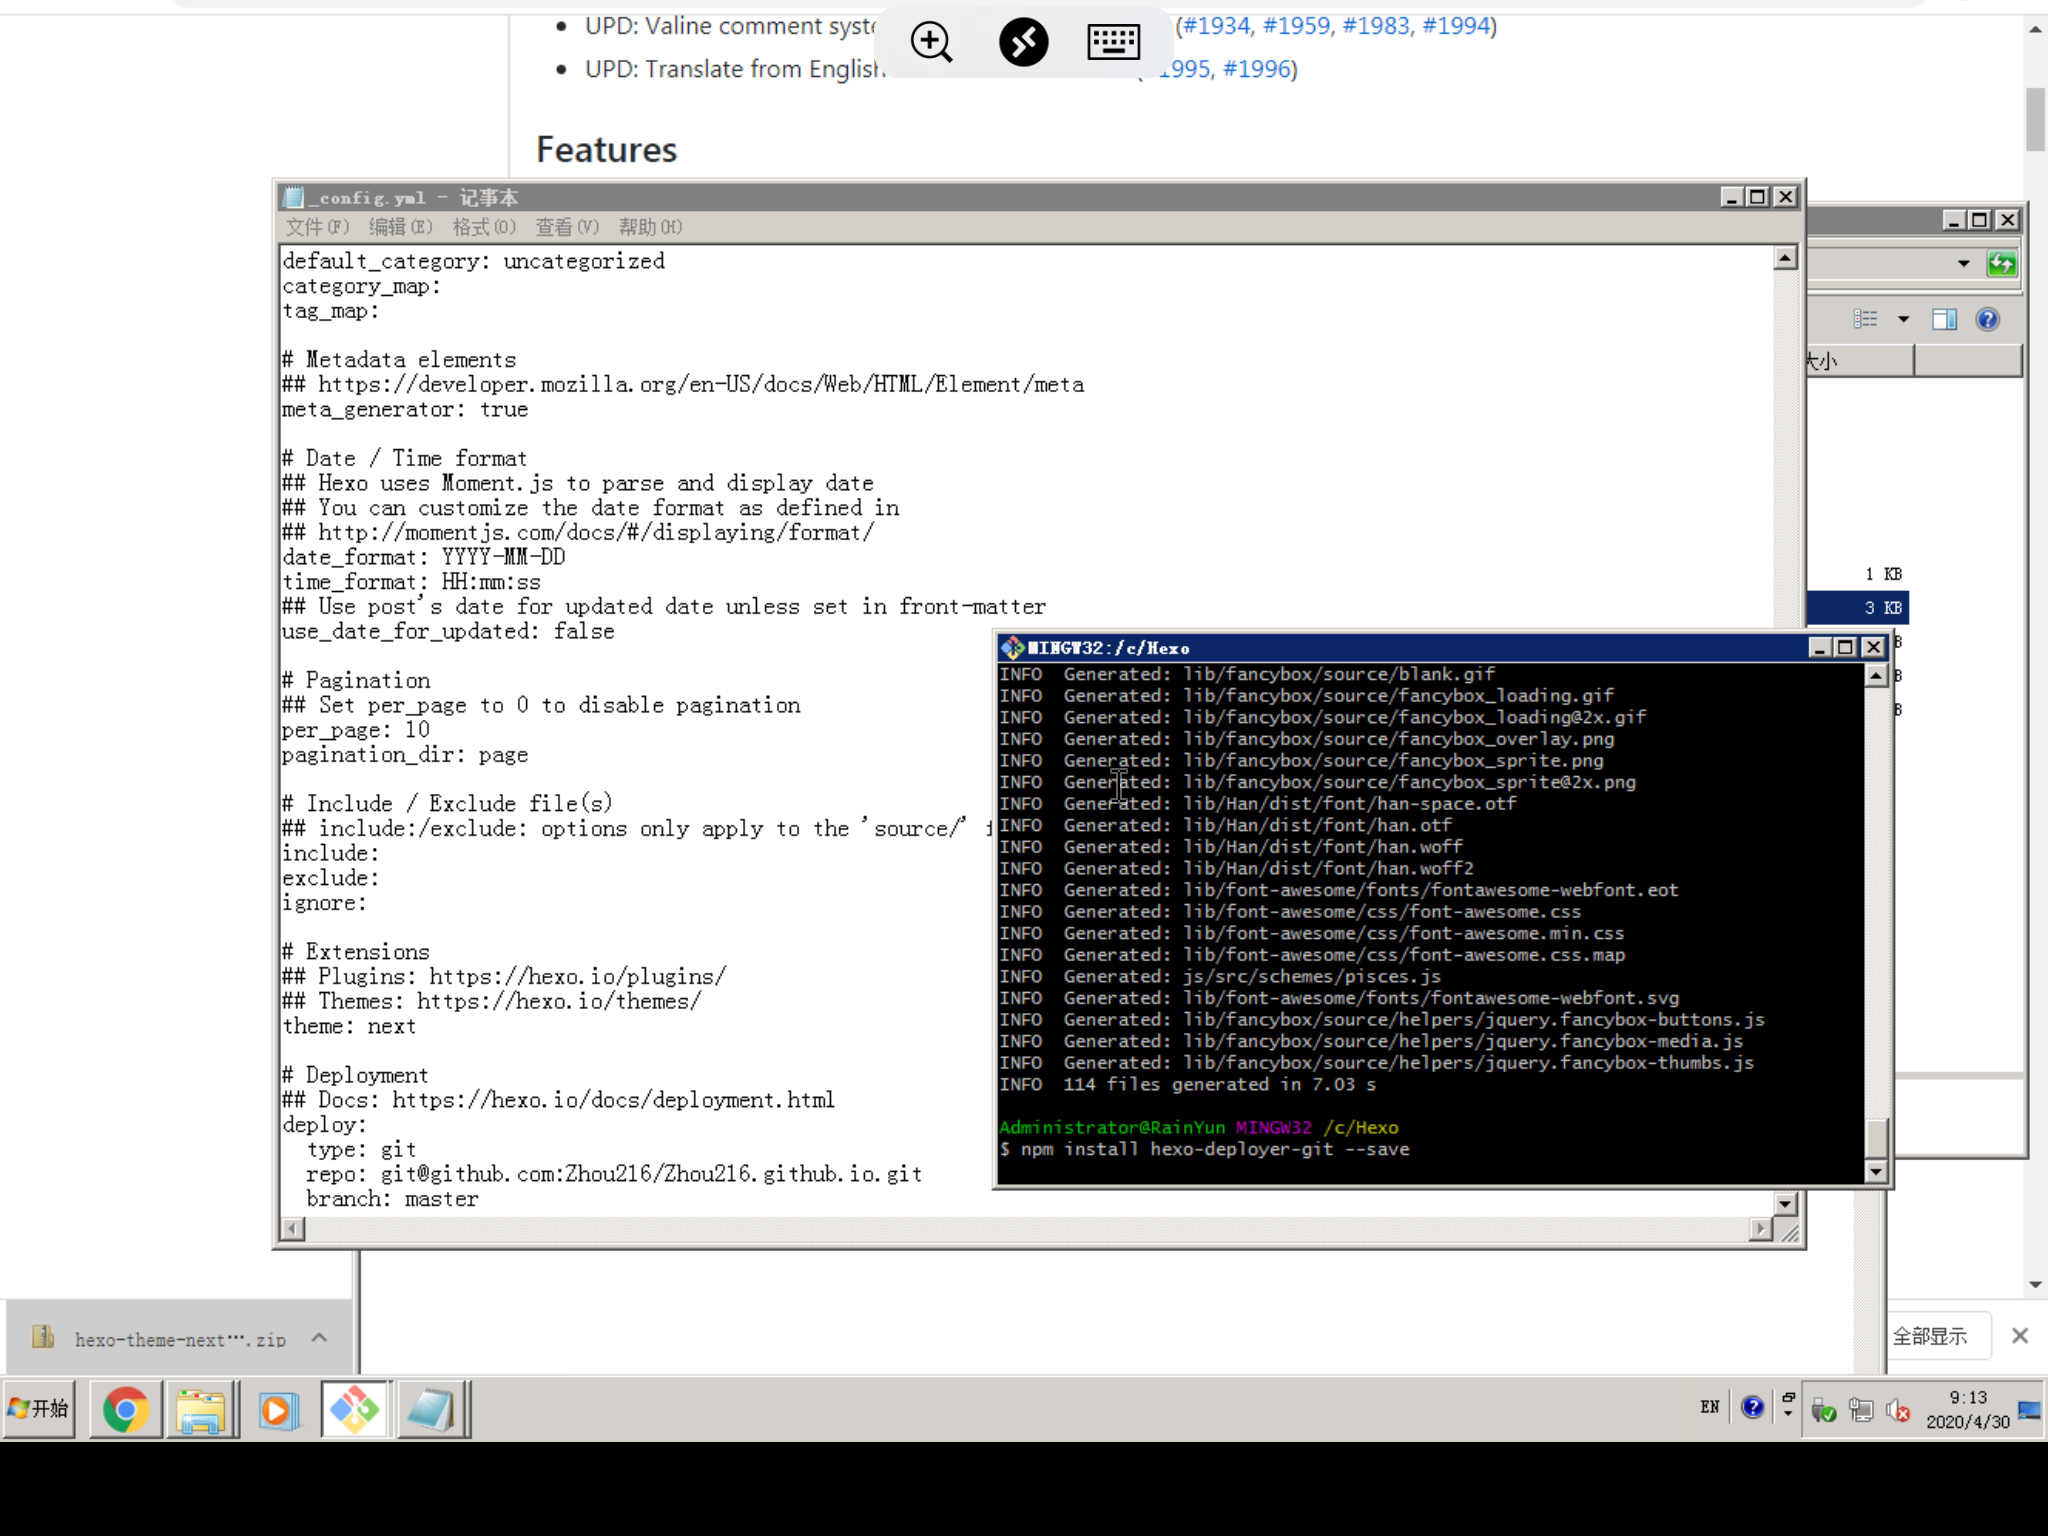 UPD: Valine comment (#1934, #1959, #1983, #1994)
UPD: Translate from English #1996)
Features
_config.yml - 记事本
文件(F) 编辑(E) 格式(O) 查看(V) 帮助(H)
default_category: uncategorized
category_map:
tag_map:
# Metadata elements
## https://developer.mozilla.org/en-US/docs/Web/HTML/Element/meta
meta_generator: true
# Date / Time format
## Hexo uses Moment.js to parse and display date
## You can customize the date format as defined in
## http://momentjs.com/docs/#/displaying/format/
date_format: YYYY-MM-DD
time_format: HH:mm:ss
## Use post's date for updated date unless set in front-matter
use_date_for_updated: false
# Pagination
## Set per_page to 0 to disable pagination
per_page: 10
pagination_dir: page
# Include / Exclude file(s)
## include:/exclude: options only apply to the 'source/'
include:
exclude:
ignore:
# Extensions
## Plugins: https://hexo.io/plugins/
## Themes: https://hexo.io/themes/
theme: next
# Deployment
## Docs: https://hexo.io/docs/deployment.html
deploy:
type: git
repo: git@github.com:Zhou216/Zhou216.github.io.git
branch: master
大小
1 KB
3 KB
MINGW32:/c/Hexo
INFO Generated: lib/fancybox/source/blank.gif
INFO Generated: lib/fancybox/source/fancybox_loading.gif
INFO Generated: lib/fancybox/source/fancybox_loading@2x.gif
INFO Generated: lib/fancybox/source/fancybox_overlay.png
INFO Generated: lib/fancybox/source/fancybox_sprite.png
INFO Generated: lib/fancybox/source/fancybox_sprite@2x.png
INFO Generated: lib/Han/dist/font/han-space.otf
INFO Generated: lib/Han/dist/font/han.otf
INFO Generated: lib/Han/dist/font/han.woff
INFO Generated: lib/Han/dist/font/han.woff2
INFO Generated: lib/font-awesome/fonts/fontawesome-webfont.eot
INFO Generated: lib/font-awesome/css/font-awesome.css
INFO Generated: lib/font-awesome/css/font-awesome.min.css
INFO Generated: lib/font-awesome/css/font-awesome.css.map
INFO Generated: js/src/schemes/pisces.js
INFO Generated: lib/font-awesome/fonts/fontawesome-webfont.svg
INFO Generated: lib/fancybox/source/helpers/jquery.fancybox-buttons.js
INFO Generated: lib/fancybox/source/helpers/jquery.fancybox-media.js
INFO Generated: lib/fancybox/source/helpers/jquery.fancybox-thumbs.js
INFO 114 files generated in 7.03 s
Administrator@RainYun MINGW32 /c/Hexo
$ npm install hexo-deployer-git --save
hexo-theme-next….zip
全部显示
开始
EN
9:13
2020/4/30